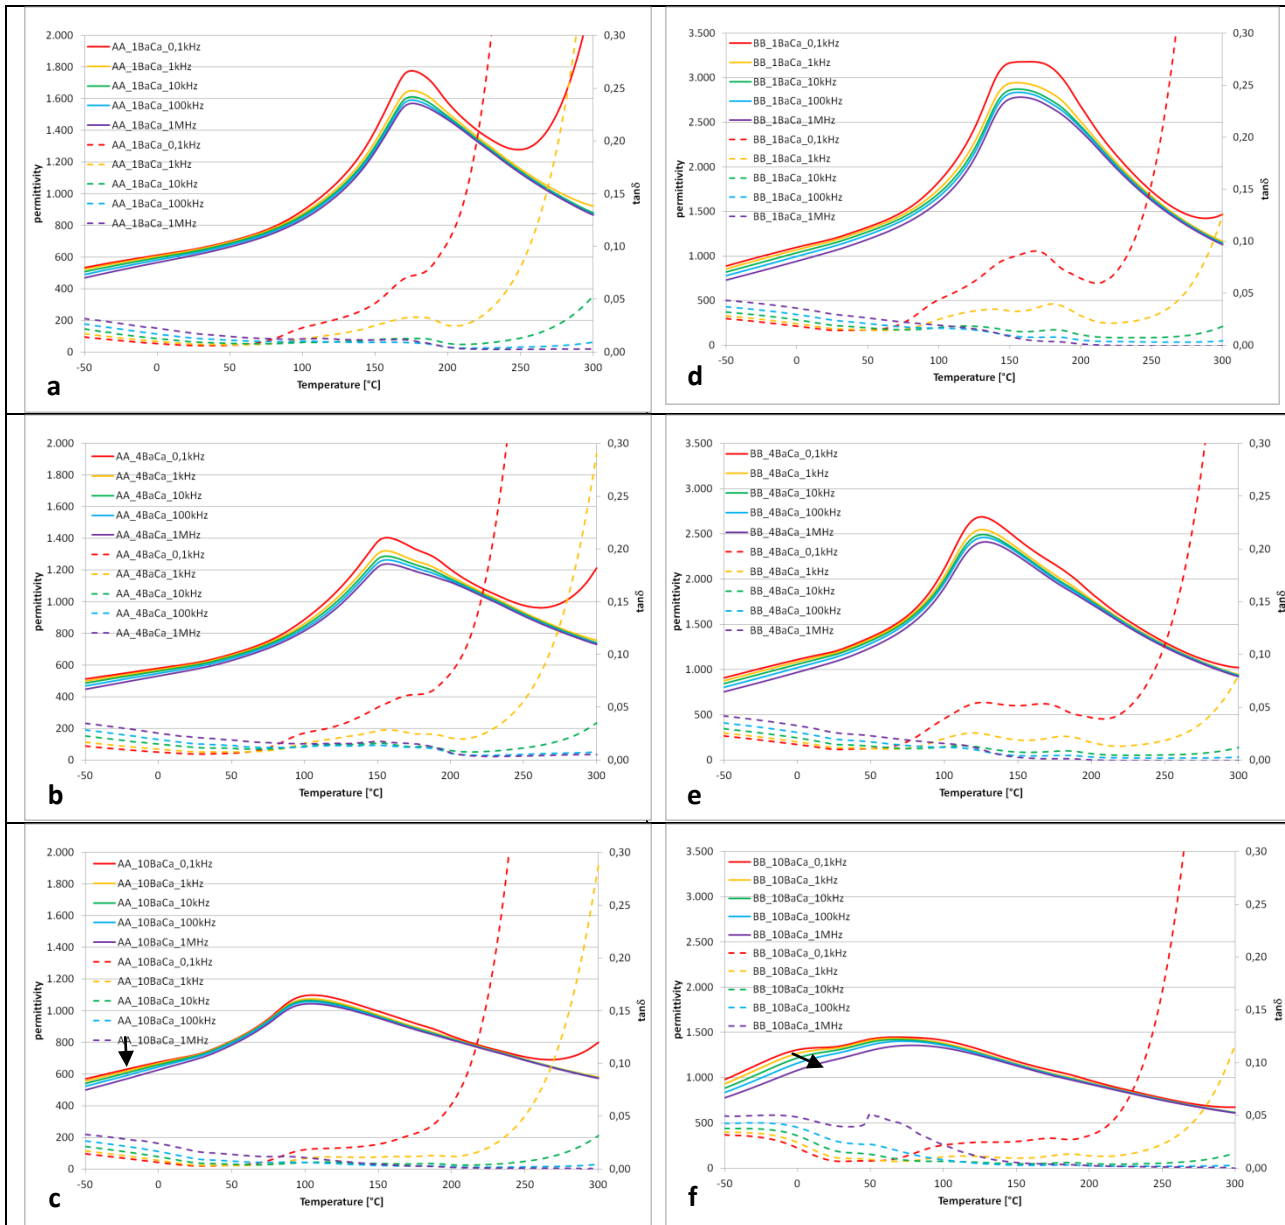 2.000
1.800
1.600
1.400
1.200
1.000
800
600
400
200
0
permittivity
AA_1BaCa_0,1kHz
AA_1BaCa_1kHz
AA_1BaCa_10kHz
AA_1BaCa_100kHz
AA_1BaCa_1MHz
AA_1BaCa_0,1kHz
AA_1BaCa_1kHz
AA_1BaCa_10kHz
AA_1BaCa_100kHz
AA_1BaCa_1MHz
0,30
0,25
0,20
0,15
0,10
0,05
0,00
tanδ
-50 0 50 100 150 200 250 300
Temperature [°C]
a
3.500
3.000
2.500
2.000
1.500
1.000
500
0
permittivity
BB_1BaCa_0,1kHz
BB_1BaCa_1kHz
BB_1BaCa_10kHz
BB_1BaCa_100kHz
BB_1BaCa_1MHz
BB_1BaCa_0,1kHz
BB_1BaCa_1kHz
BB_1BaCa_10kHz
BB_1BaCa_100kHz
BB_1BaCa_1MHz
0,30
0,25
0,20
0,15
0,10
0,05
0,00
tanδ
-50 0 50 100 150 200 250 300
Temperature [°C]
d
2.000
1.800
1.600
1.400
1.200
1.000
800
600
400
200
0
permittivity
AA_4BaCa_0,1kHz
AA_4BaCa_1kHz
AA_4BaCa_10kHz
AA_4BaCa_100kHz
AA_4BaCa_1MHz
AA_4BaCa_0,1kHz
AA_4BaCa_1kHz
AA_4BaCa_10kHz
AA_4BaCa_100kHz
AA_4BaCa_1MHz
0,30
0,25
0,20
0,15
0,10
0,05
0,00
tanδ
-50 0 50 100 150 200 250 300
Temperature [°C]
b
3.500
3.000
2.500
2.000
1.500
1.000
500
0
permittivity
BB_4BaCa_0,1kHz
BB_4BaCa_1kHz
BB_4BaCa_10kHz
BB_4BaCa_100kHz
BB_4BaCa_1MHz
BB_4BaCa_0,1kHz
BB_4BaCa_1kHz
BB_4BaCa_10kHz
BB_4BaCa_100kHz
BB_4BaCa_1MHz
0,30
0,25
0,20
0,15
0,10
0,05
0,00
tanδ
-50 0 50 100 150 200 250 300
Temperature [°C]
e
2.000
1.800
1.600
1.400
1.200
1.000
800
600
400
200
0
permittivity
AA_10BaCa_0,1kHz
AA_10BaCa_1kHz
AA_10BaCa_10kHz
AA_10BaCa_100kHz
AA_10BaCa_1MHz
AA_10BaCa_0,1kHz
AA_10BaCa_1kHz
AA_10BaCa_10kHz
AA_10BaCa_100kHz
AA_10BaCa_1MHz
0,30
0,25
0,20
0,15
0,10
0,05
0,00
tanδ
-50 0 50 100 150 200 250 300
Temperature [°C]
c
3.500
3.000
2.500
2.000
1.500
1.000
500
0
permittivity
BB_10BaCa_0,1kHz
BB_10BaCa_1kHz
BB_10BaCa_10kHz
BB_10BaCa_100kHz
BB_10BaCa_1MHz
BB_10BaCa_0,1kHz
BB_10BaCa_1kHz
BB_10BaCa_10kHz
BB_10BaCa_100kHz
BB_10BaCa_1MHz
0,30
0,25
0,20
0,15
0,10
0,05
0,00
tanδ
-50 0 50 100 150 200 250 300
Temperature [°C]
f